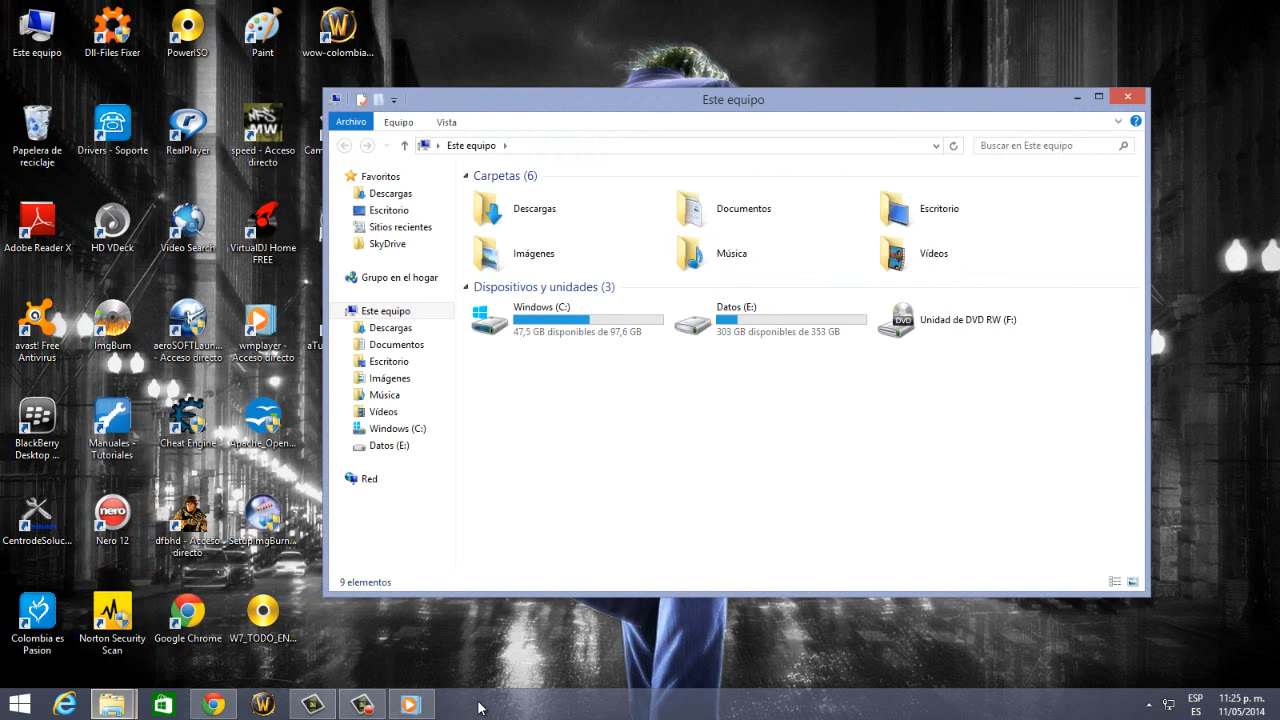 Este equipo
Dll-Files Fixer
PowerISO
Paint
wow-colombia...
Papelera de
reciclaje
Drivers - Soporte
RealPlayer
speed - Acceso
directo
Adobe Reader X
HD VDeck
Video Search
VirtualDJ Home
FREE
avast! Free
Antivirus
ImgBurn
aeroSOFTLaun...
- Acceso directo
wmplayer -
Acceso directo
BlackBerry
Desktop ...
Manuales -
Tutoriales
Cheat Engine
Apache_Open...
CentrodeSoluc...
Nero 12
dfbhd - Acceso
directo
SetupImgBurn...
Colombia es
Pasion
Norton Security
Scan
Google Chrome
W7_TODO_EN...
Este equipo
Archivo
Equipo
Vista
Este equipo
Buscar en Este equipo
Favoritos
Descargas
Escritorio
Sitios recientes
SkyDrive
Grupo en el hogar
Este equipo
Descargas
Documentos
Escritorio
Imágenes
Música
Vídeos
Windows (C:)
Datos (E:)
Red
Carpetas (6)
Descargas
Documentos
Escritorio
Imágenes
Música
Vídeos
Dispositivos y unidades (3)
Windows (C:)
47,5 GB disponibles de 97,6 GB
Datos (E:)
303 GB disponibles de 353 GB
DVD
Unidad de DVD RW (F:)
9 elementos
ESP
ES
11:25 p. m.
11/05/2014